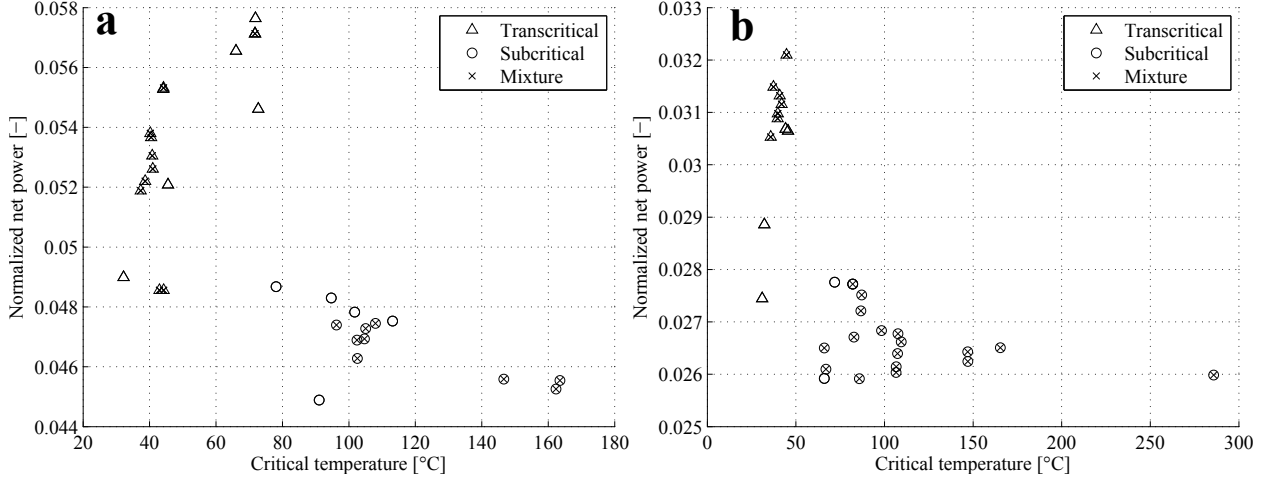 a
Transcritical
Subcritical
Mixture
0.058
0.056
0.054
0.052
0.05
0.048
0.046
0.044
Normalized net power [−]
20 40 60 80 100 120 140 160 180
Critical temperature [°C]
b
Transcritical
Subcritical
Mixture
0.033
0.032
0.031
0.03
0.029
0.028
0.027
0.026
0.025
Normalized net power [−]
0 50 100 150 200 250 300
Critical temperature [°C]